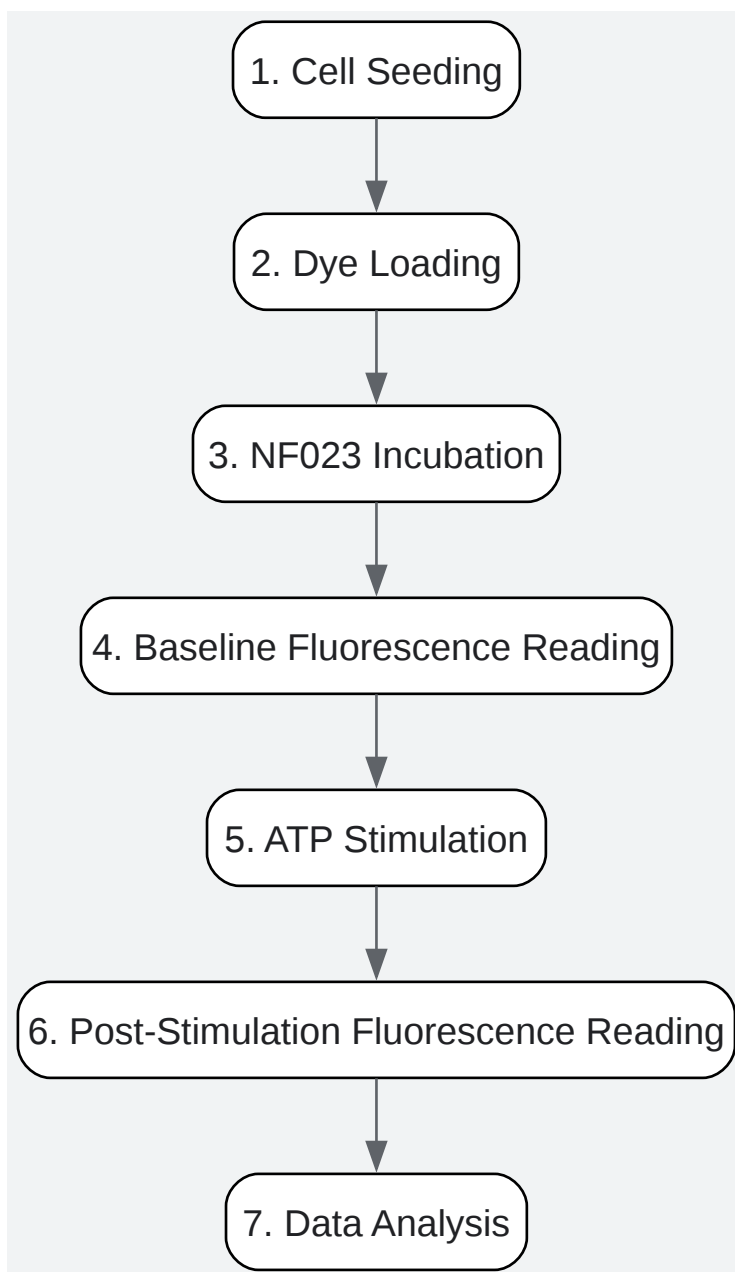 1. Cell Seeding
2. Dye Loading
3. NF023 Incubation
4. Baseline Fluorescence Reading
5. ATP Stimulation
6. Post-Stimulation Fluorescence Reading
7. Data Analysis